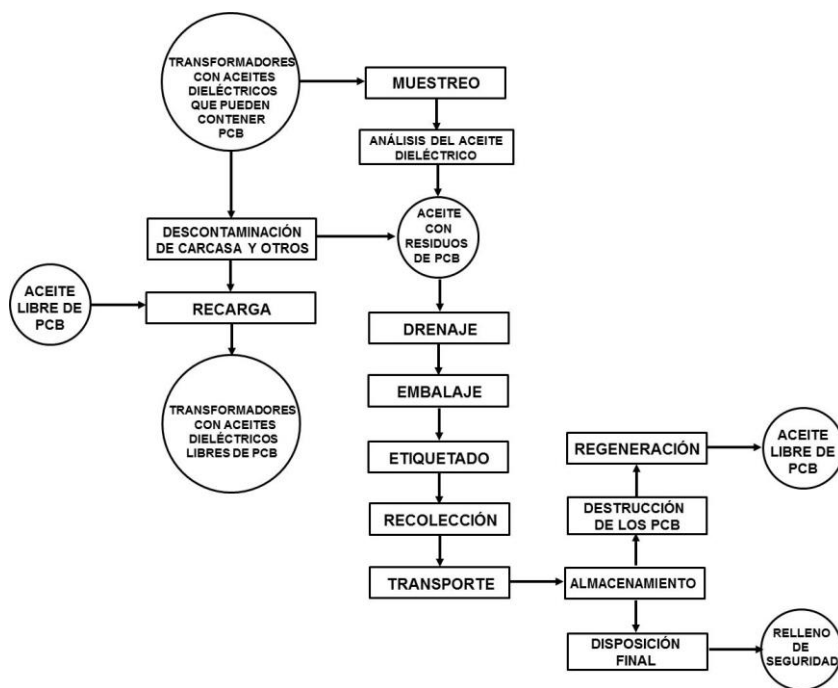 TRANSFORMADORES
CON ACEITES
DIELÉCTRICOS
QUE PUEDEN
CONTENER
PCB
MUESTREO
ANÁLISIS DEL ACEITE
DIELÉCTRICO
DESCONTAMINACIÓN
DE CARCASA Y OTROS
ACEITE
CON
RESIDUOS
DE PCB
ACEITE
LIBRE DE
PCB
RECARGA
DRENAJE
TRANSFORMADORES
CON ACEITES
DIELÉCTRICOS
LIBRES DE PCB
EMBALAJE
ETIQUETADO
REGENERACIÓN
ACEITE
LIBRE DE
PCB
RECOLECCIÓN
DESTRUCCIÓN
DE LOS PCB
TRANSPORTE
ALMACENAMIENTO
DISPOSICIÓN
FINAL
RELLENO
DE
SEGURIDAD